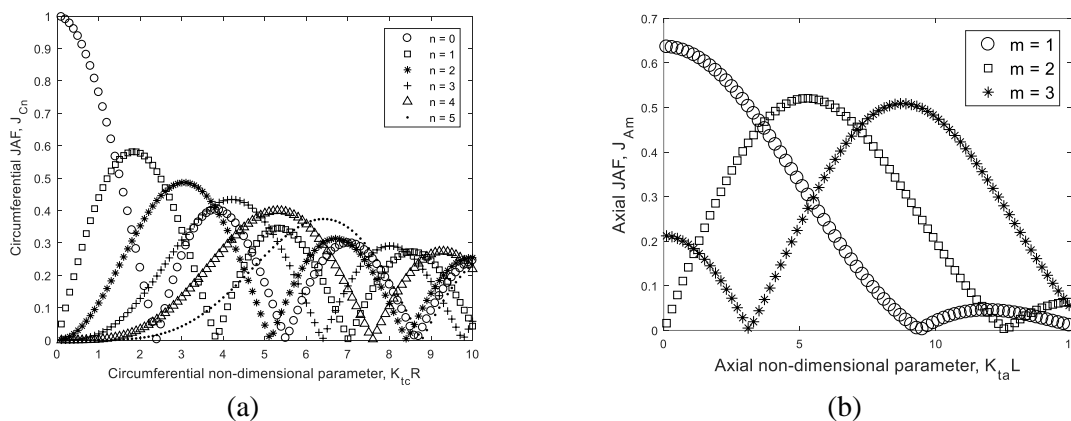 1
0.9
0.8
0.7
0.6
0.5
0.4
0.3
0.2
0.1
0
Circumferential JAF, J_Cn
0 1 2 3 4 5 6 7 8 9 10
Circumferential non-dimensional parameter, K_tcR
n = 0
n = 1
n = 2
n = 3
n = 4
n = 5
(a)
0.7
0.6
0.5
0.4
0.3
0.2
0.1
0
Axial JAF, J_Am
0 5 10 15
Axial non-dimensional parameter, K_taL
m = 1
m = 2
m = 3
(b)